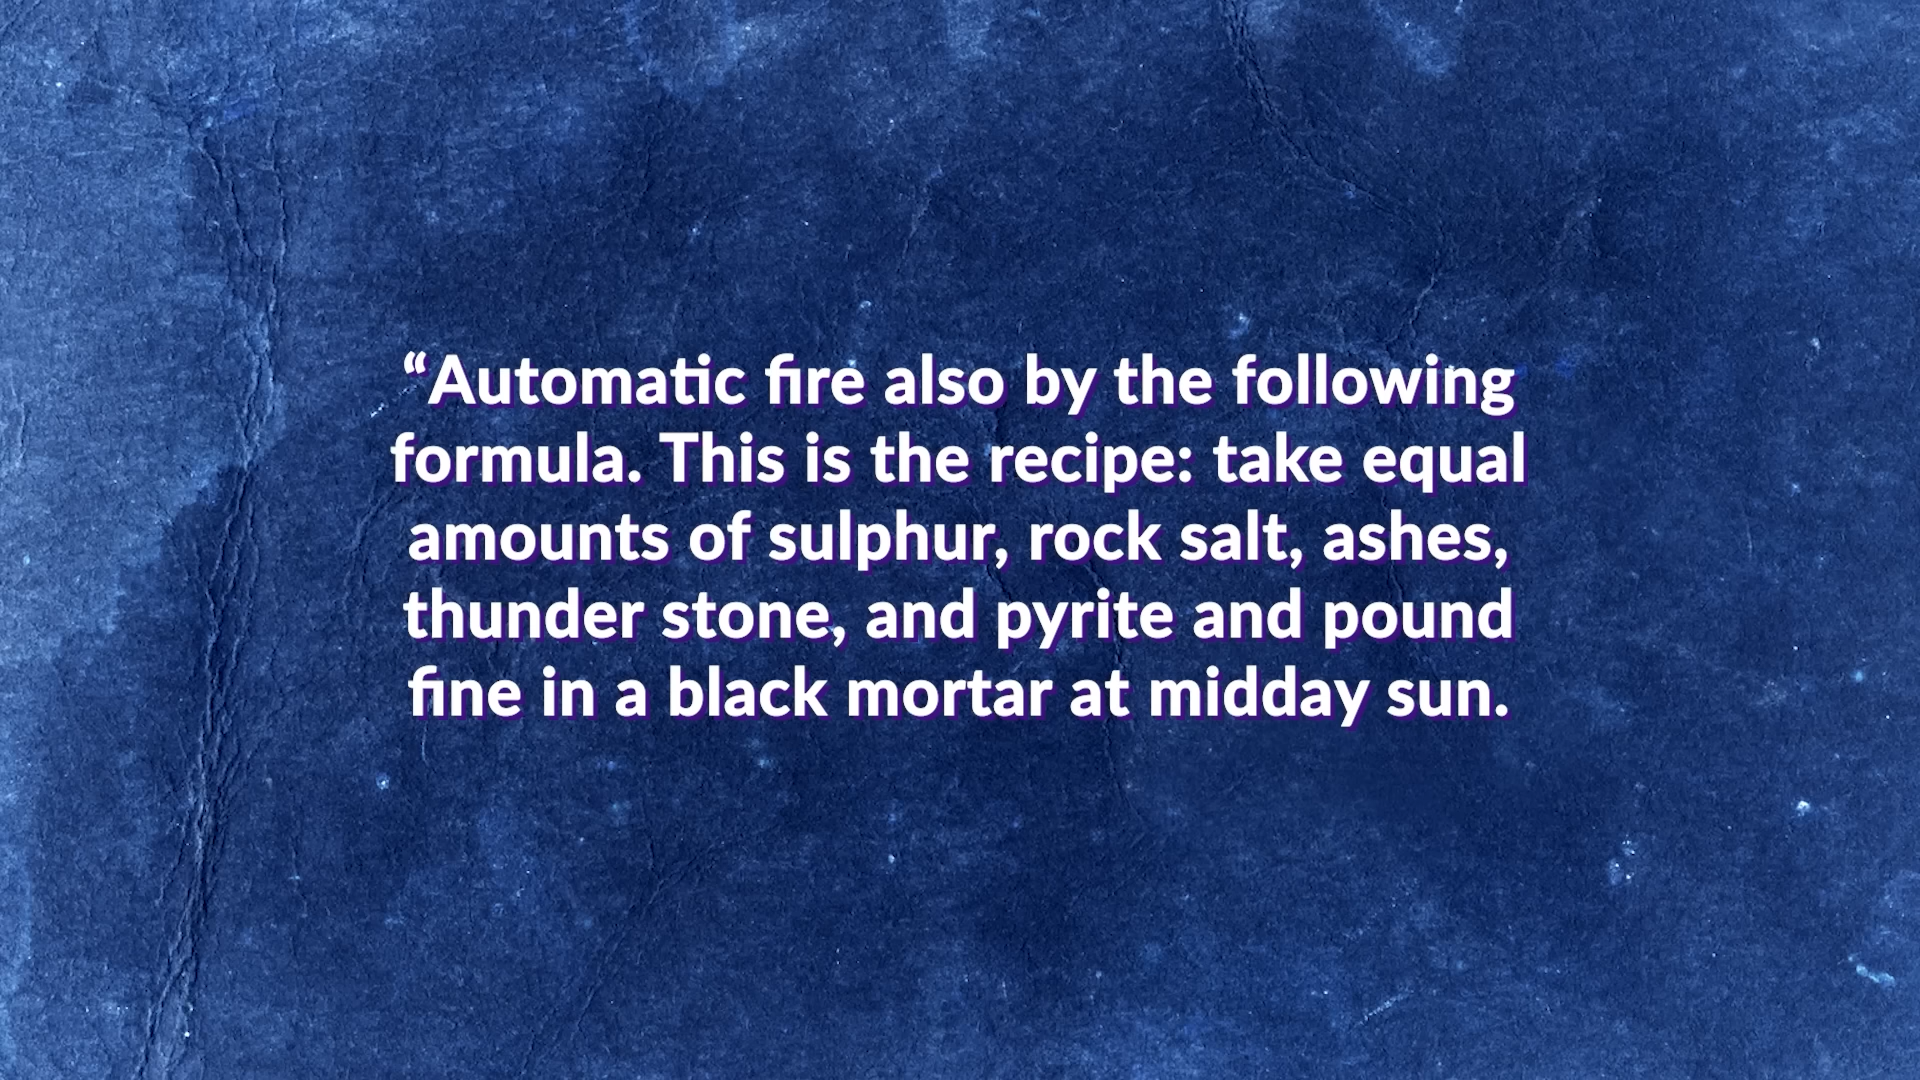 “Automatic fire also by the following
formula. This is the recipe: take equal
amounts of sulphur, rock salt, ashes,
thunder stone, and pyrite and pound
fine in a black mortar at midday sun.